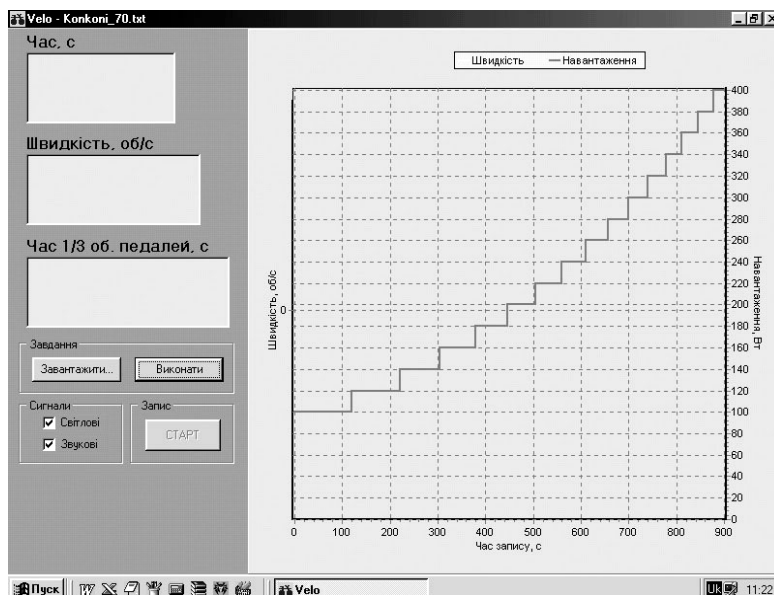 Velo - Konkoni_70.txt
Час, с
Швидкість, об/с
Час 1/3 об. педалей, с
Завдання
Завантажити...
Виконати
Сигнали
Світлові
Звукові
Запис
СТАРТ
Швидкість
Навантаження
Швидкість, об/с
0
400
380
360
340
320
300
280
260
240
220
200
180
160
140
120
100
80
60
40
20
0
Навантаження, Вт
0 100 200 300 400 500 600 700 800 900
Час запису, с
Пуск
Velo
Uk
11:22